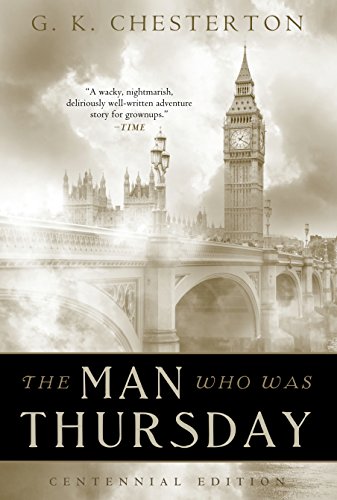 G. K. CHESTERTON
“A wacky, nightmarish,
deliriously well-written adventure
story for grownups.”
–TIME
THE MAN WHO WAS
THURSDAY
CENTENNIAL EDITION